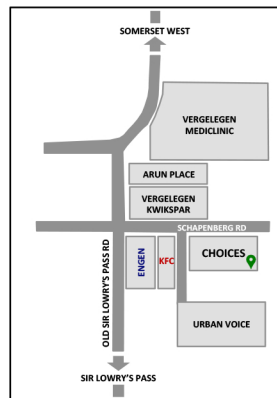 SOMERSET WEST
VERGELEGEN
MEDICLINIC
ARUN PLACE
VERGELEGEN
KWIKSPAR
SCHAPENBERG RD
OLD SIR LOWRY'S PASS RD
ENGEN
KFC
CHOICES
URBAN VOICE
SIR LOWRY'S PASS